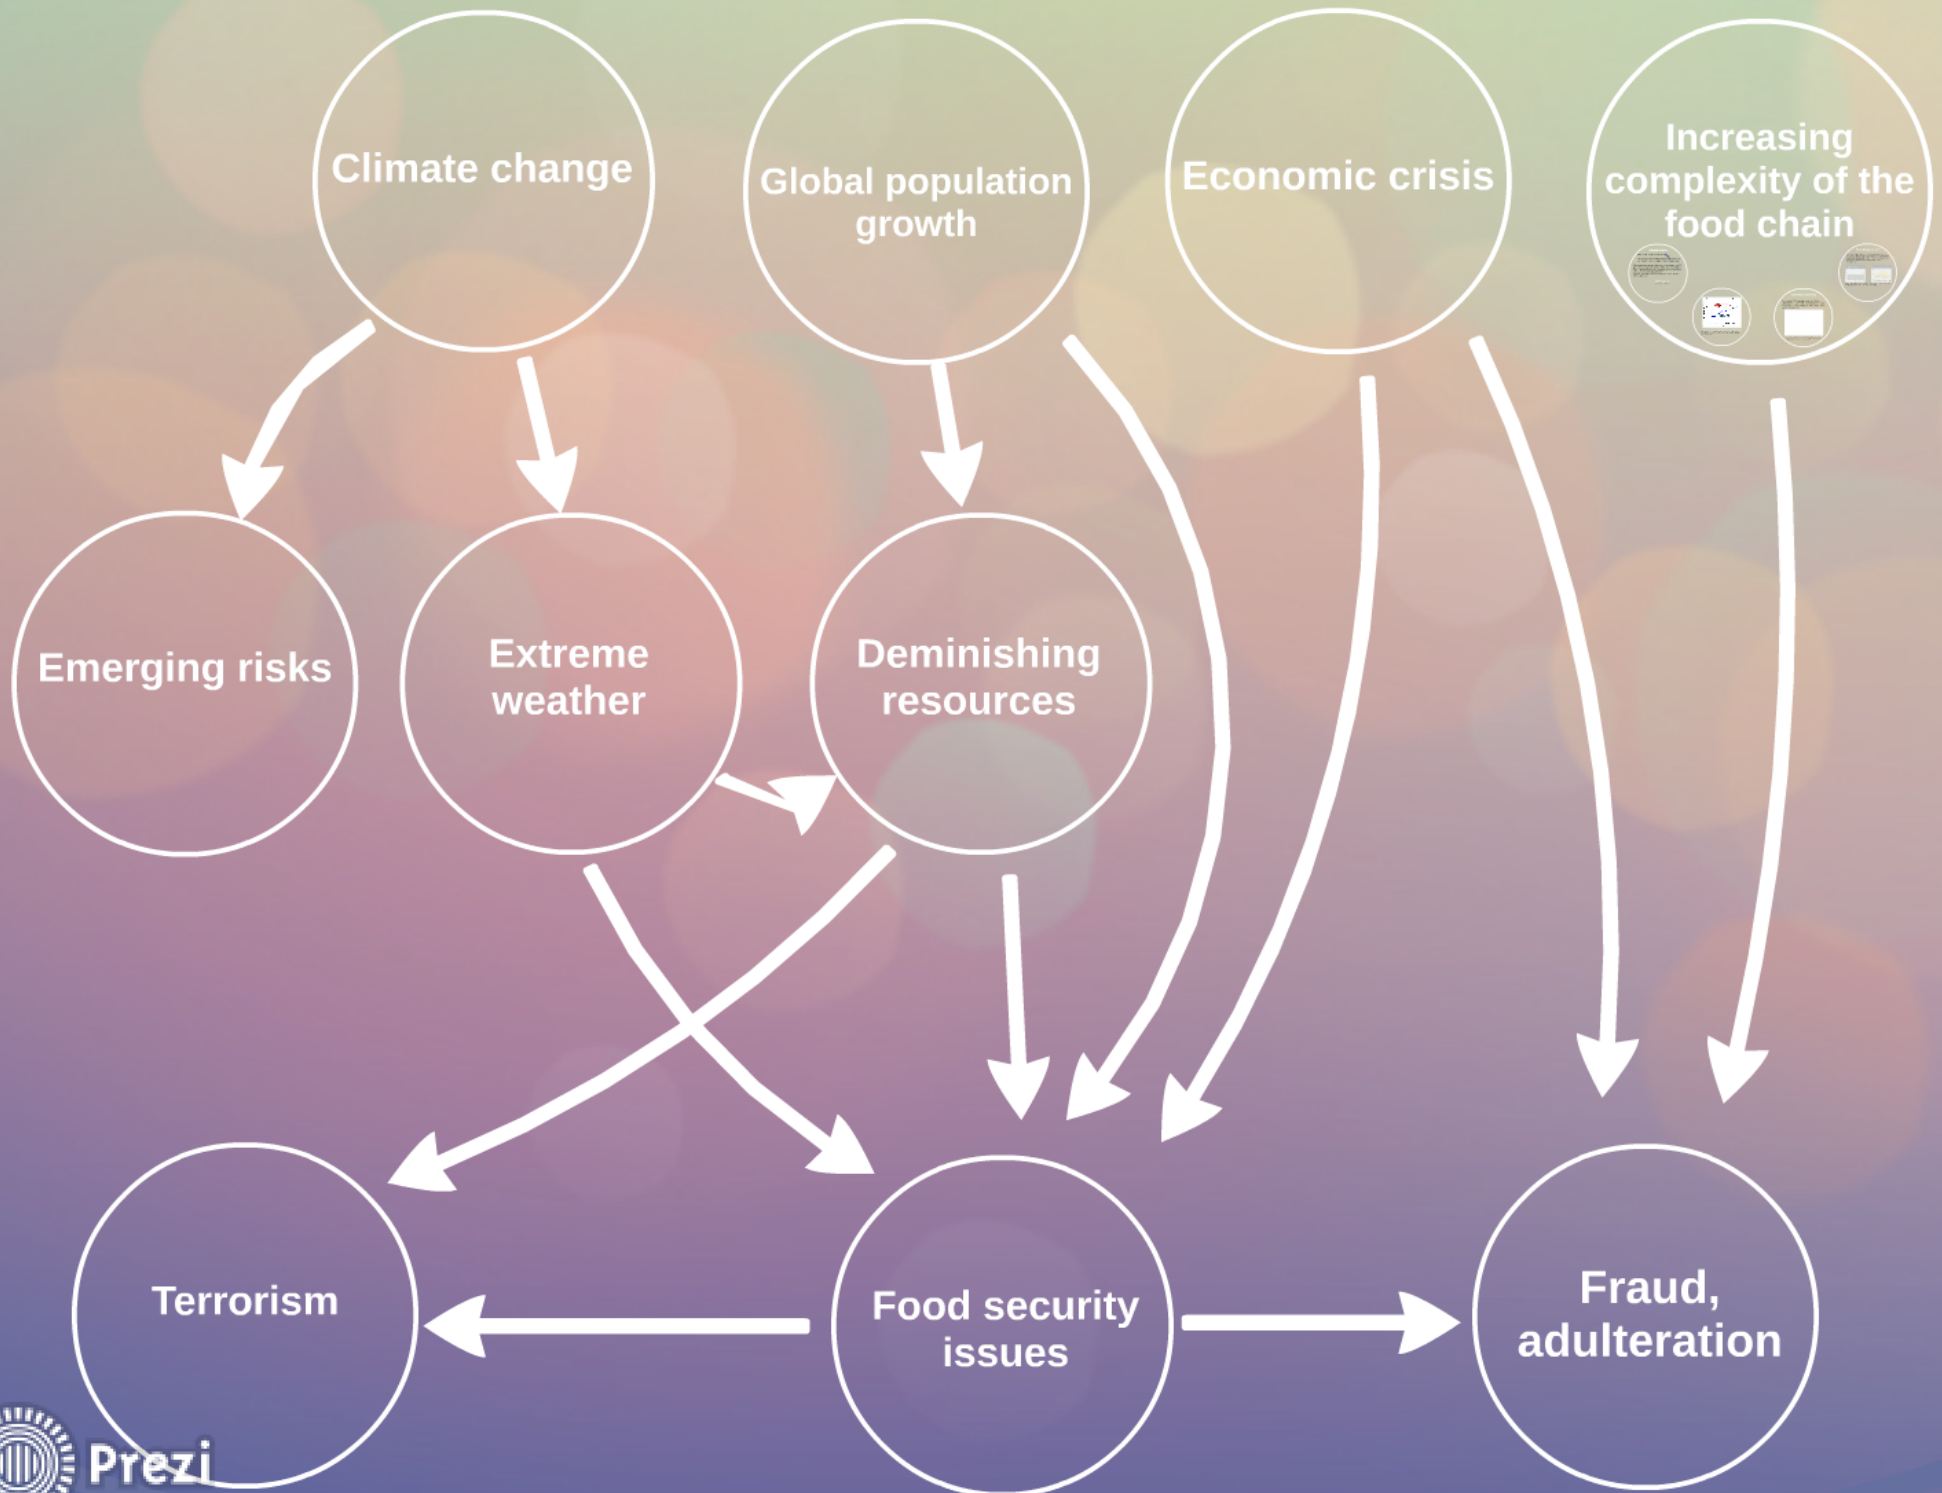 Climate change
Global population
growth
Economic crisis
Increasing
complexity of the
food chain
Emerging risks
Extreme
weather
Deminishing
resources
Terrorism
Food security
issues
Fraud,
adulteration
Prezi